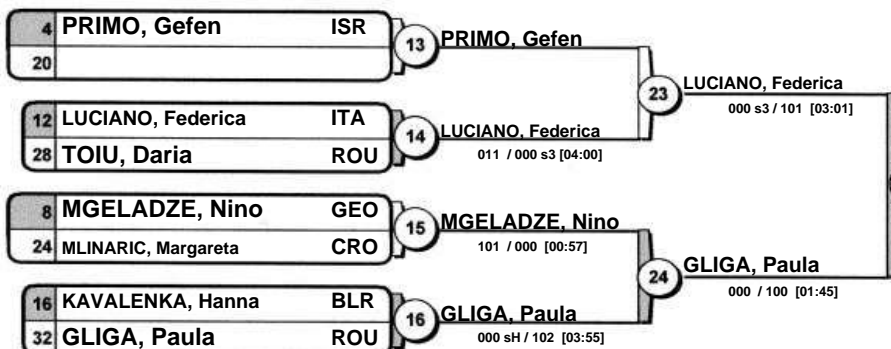 4 PRIMO, Gefen ISR
20
13 PRIMO, Gefen
12 LUCIANO, Federica ITA
28 TOIU, Daria ROU
14 LUCIANO, Federica
011 / 000 s3 [04:00]
23 LUCIANO, Federica
000 s3 / 101 [03:01]
8 MGELADZE, Nino GEO
24 MLINARIC, Margareta CRO
15 MGELADZE, Nino
101 / 000 [00:57]
16 KAVALENKA, Hanna BLR
32 GLIGA, Paula ROU
16 GLIGA, Paula
000 sH / 102 [03:55]
24 GLIGA, Paula
000 / 100 [01:45]